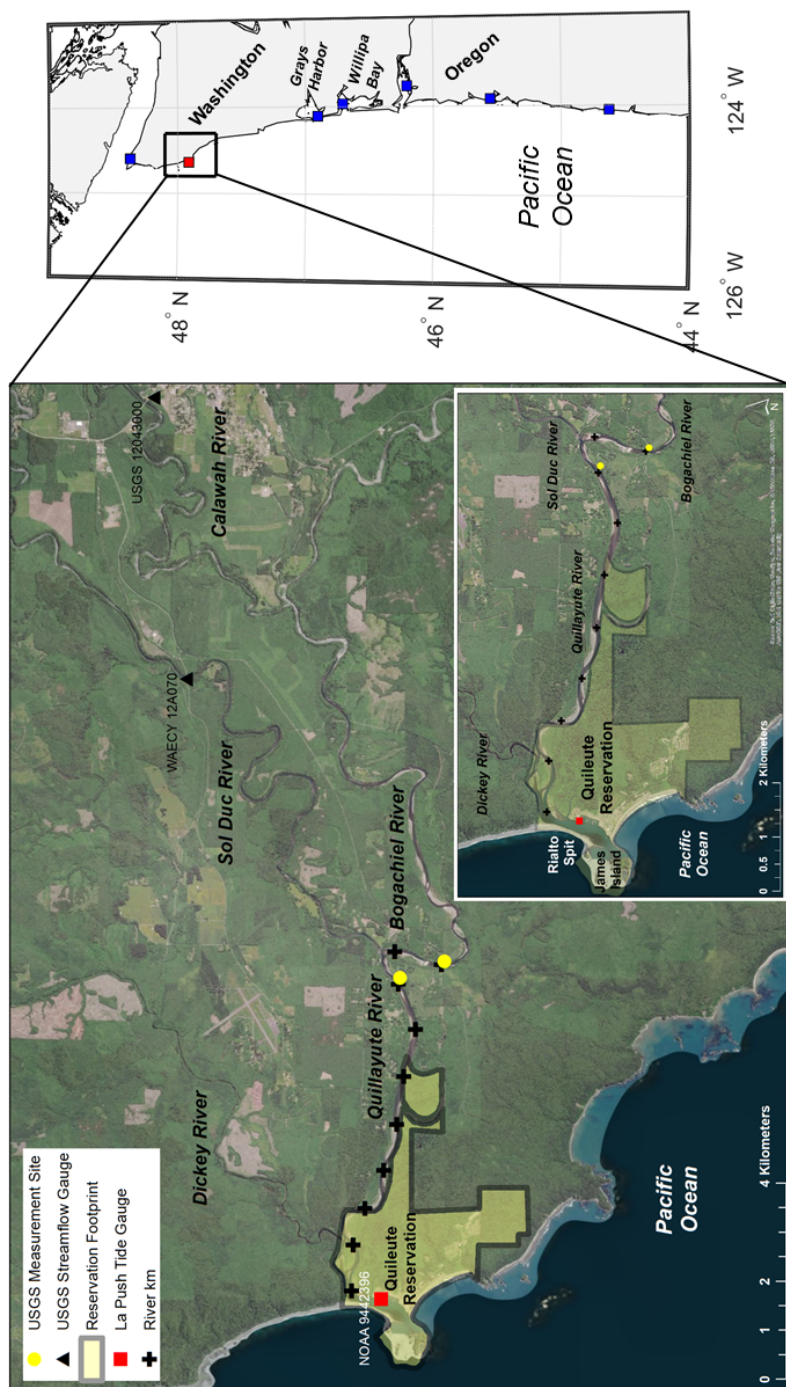 USGS Measurement Site
USGS Streamflow Gauge
Reservation Footprint
La Push Tide Gauge
River km
Dickey River
Sol Duc River
Calawah River
WAECY 12A070
USGS 12043000
Quillayute River
Bogachiel River
NOAA 9442396
Quileute
Reservation
Pacific
Ocean
0
1
2
4 Kilometers
Dickey River
Sol Duc River
Quillayute River
Bogachiel River
Rialto
Spit
James
Island
Quileute
Reservation
Pacific
Ocean
0
0.5
1
2 Kilometers
N
Washington
Grays
Harbor
Willipa
Bay
Oregon
Pacific
Ocean
48° N
46° N
44° N
126° W
124° W